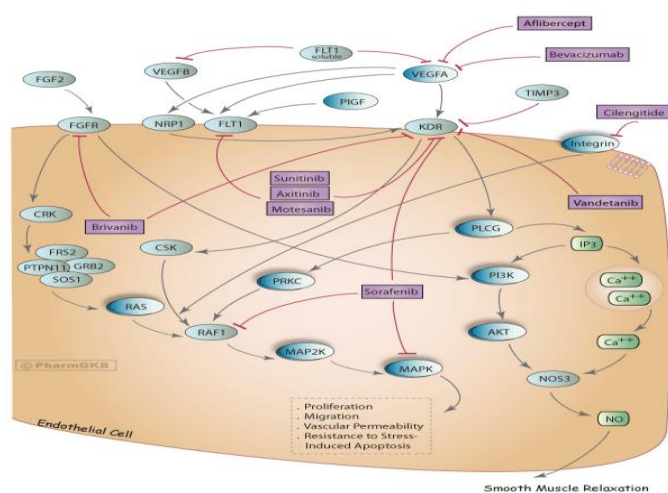 Aflibercept
FLT1
soluble
Bevacizumab
VEGFB
VEGFA
FGF2
PIGF
TIMP3
Cilengitide
FGFR
NRP1
FLT1
KDR
Integrin
Sunitinib
Axitinib
Motesanib
Vandetanib
CRK
Brivanib
PLCG
CSK
IP3
FRS2
PTPN11
GRB2
SOS1
PRKC
PI3K
Ca++
Ca++
Sorafenib
RAS
RAF1
AKT
Ca++
MAP2K
MAPK
© PharmGKB
NOS3
. Proliferation
. Migration
. Vascular Permeability
. Resistance to Stress-
Induced Apoptosis
NO
Endothelial Cell
Smooth Muscle Relaxation